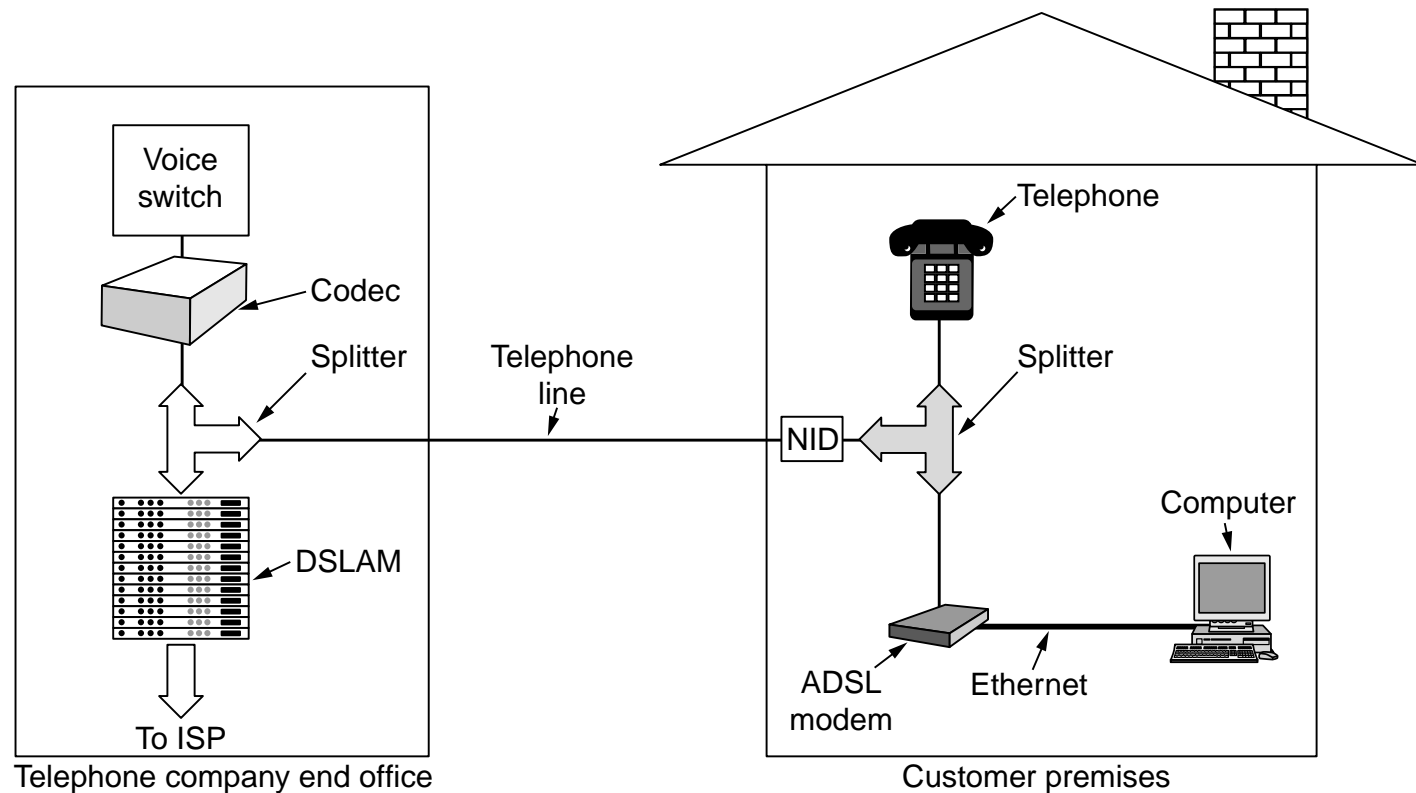 Voice
switch
Codec
Splitter
DSLAM
To ISP
Telephone company end office
Telephone
line
Telephone
Splitter
NID
Computer
ADSL
modem
Ethernet
Customer premises